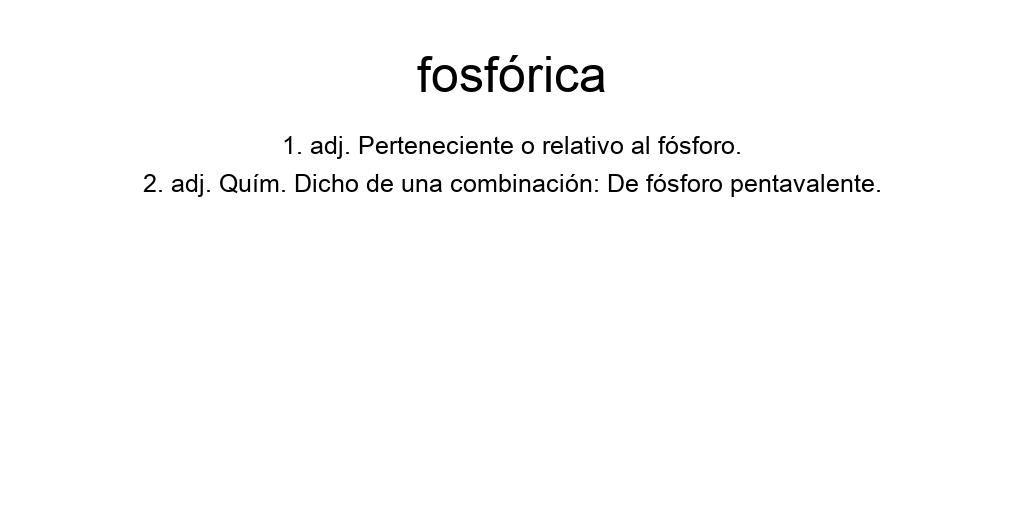 fosfórica
1. adj. Perteneciente o relativo al fósforo.
2. adj. Quím. Dicho de una combinación: De fósforo pentavalente.